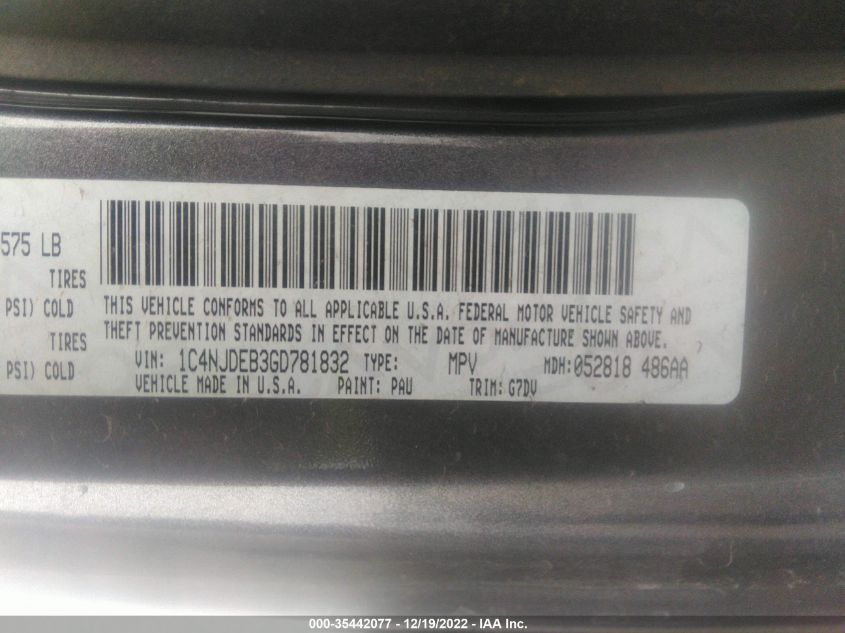 575 LB
TIRES
PSI) COLD
TIRES
PSI) COLD
THIS VEHICLE CONFORMS TO ALL APPLICABLE U.S.A. FEDERAL MOTOR VEHICLE SAFETY AND
THEFT PREVENTION STANDARDS IN EFFECT ON THE DATE OF MANUFACTURE SHOWN ABOVE.
VIN: 1C4NJDEB3GD781832 TYPE: MPV MDH:052818 486AA
VEHICLE MADE IN U.S.A. PAINT: PAU TRIM: G7DV
000-35442077 - 12/19/2022 - IAA Inc.